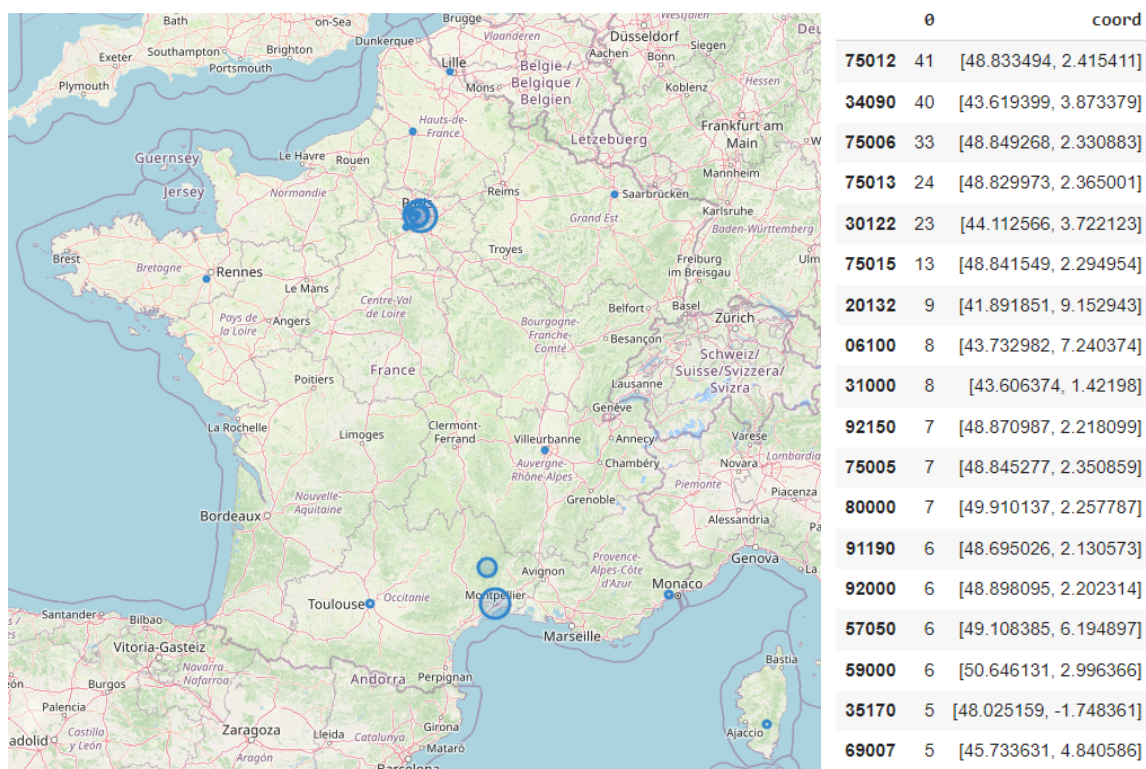 Bath
on-Sea
Brugge
Westfalen
Vlaanderen
Düsseldorf
Deu
Exeter
Southampton
Brighton
Dunkerque
Aachen
Siegen
Portsmouth
Lille
België /
Bonn
Plymouth
Mons
Belgique /
Belgien
Koblenz
Hessen
Hauts-de-
France
Frankfurt am
Main
Guernsey
Le Havre
Rouen
Lëtzebuerg
W
Mannheim
Jersey
Normandie
Reims
Saarbrücken
Paris
Karlsruhe
Grand Est
Baden-Württemberg
Brest
Troyes
Freiburg
im Breisgau
Ulm
Bretagne
Rennes
Le Mans
Centre-Val
de Loire
Belfort
Basel
Zürich
Pays de
la Loire
Angers
Bourgogne-
Franche-
Comté
Besançon
Schweiz/
Suisse/Svizzera/
Svizra
Poitiers
France
Lausanne
Genève
La Rochelle
Limoges
Clermont-
Ferrand
Villeurbanne
Annecy
Varese
Lombardia
Auvergne-
Rhône-Alpes
Chambéry
Novara
Nouvelle-
Aquitaine
Grenoble
Piemonte
Piacenza
Bordeaux
Alessandria
Pa
Provence-
Alpes-Côte
d'Azur
Genova
Avignon
La
Toulouse
Occitanie
Montpellier
Monaco
Santander
Bilbao
Marseille
Vitoria-Gasteiz
Navarra
Nafarroa
Andorra
Perpignan
Bastia
eón
Burgos
Palencia
Girona
Ajaccio
adolid
Castilla
y León
Zaragoza
Lleida
Catalunya
Mataró
Aragón
Barcelona
0 coord
75012 41 [48.833494, 2.415411]
34090 40 [43.619399, 3.873379]
75006 33 [48.849268, 2.330883]
75013 24 [48.829973, 2.365001]
30122 23 [44.112566, 3.722123]
75015 13 [48.841549, 2.294954]
20132 9 [41.891851, 9.152943]
06100 8 [43.732982, 7.240374]
31000 8 [43.606374, 1.42198]
92150 7 [48.870987, 2.218099]
75005 7 [48.845277, 2.350859]
80000 7 [49.910137, 2.257787]
91190 6 [48.695026, 2.130573]
92000 6 [48.898095, 2.202314]
57050 6 [49.108385, 6.194897]
59000 6 [50.646131, 2.996366]
35170 5 [48.025159, -1.748361]
69007 5 [45.733631, 4.840586]